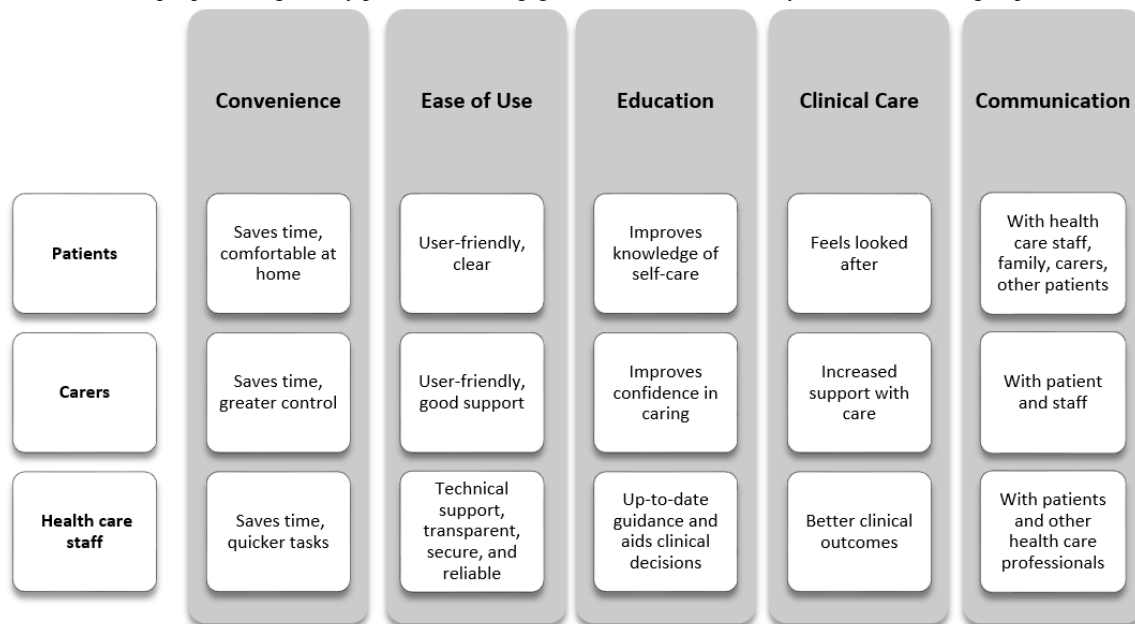 Convenience
Ease of Use
Education
Clinical Care
Communication
Patients
Saves time,
comfortable at
home
User-friendly,
clear
Improves
knowledge of
self-care
Feels looked
after
With health
care staff,
family, carers,
other patients
Carers
Saves time,
greater control
User-friendly,
good support
Improves
confidence in
caring
Increased
support with
care
With patient
and staff
Health care
staff
Saves time,
quicker tasks
Technical
support,
transparent,
secure, and
reliable
Up-to-date
guidance and
aids clinical
decisions
Better clinical
outcomes
With patients
and other
health care
professionals